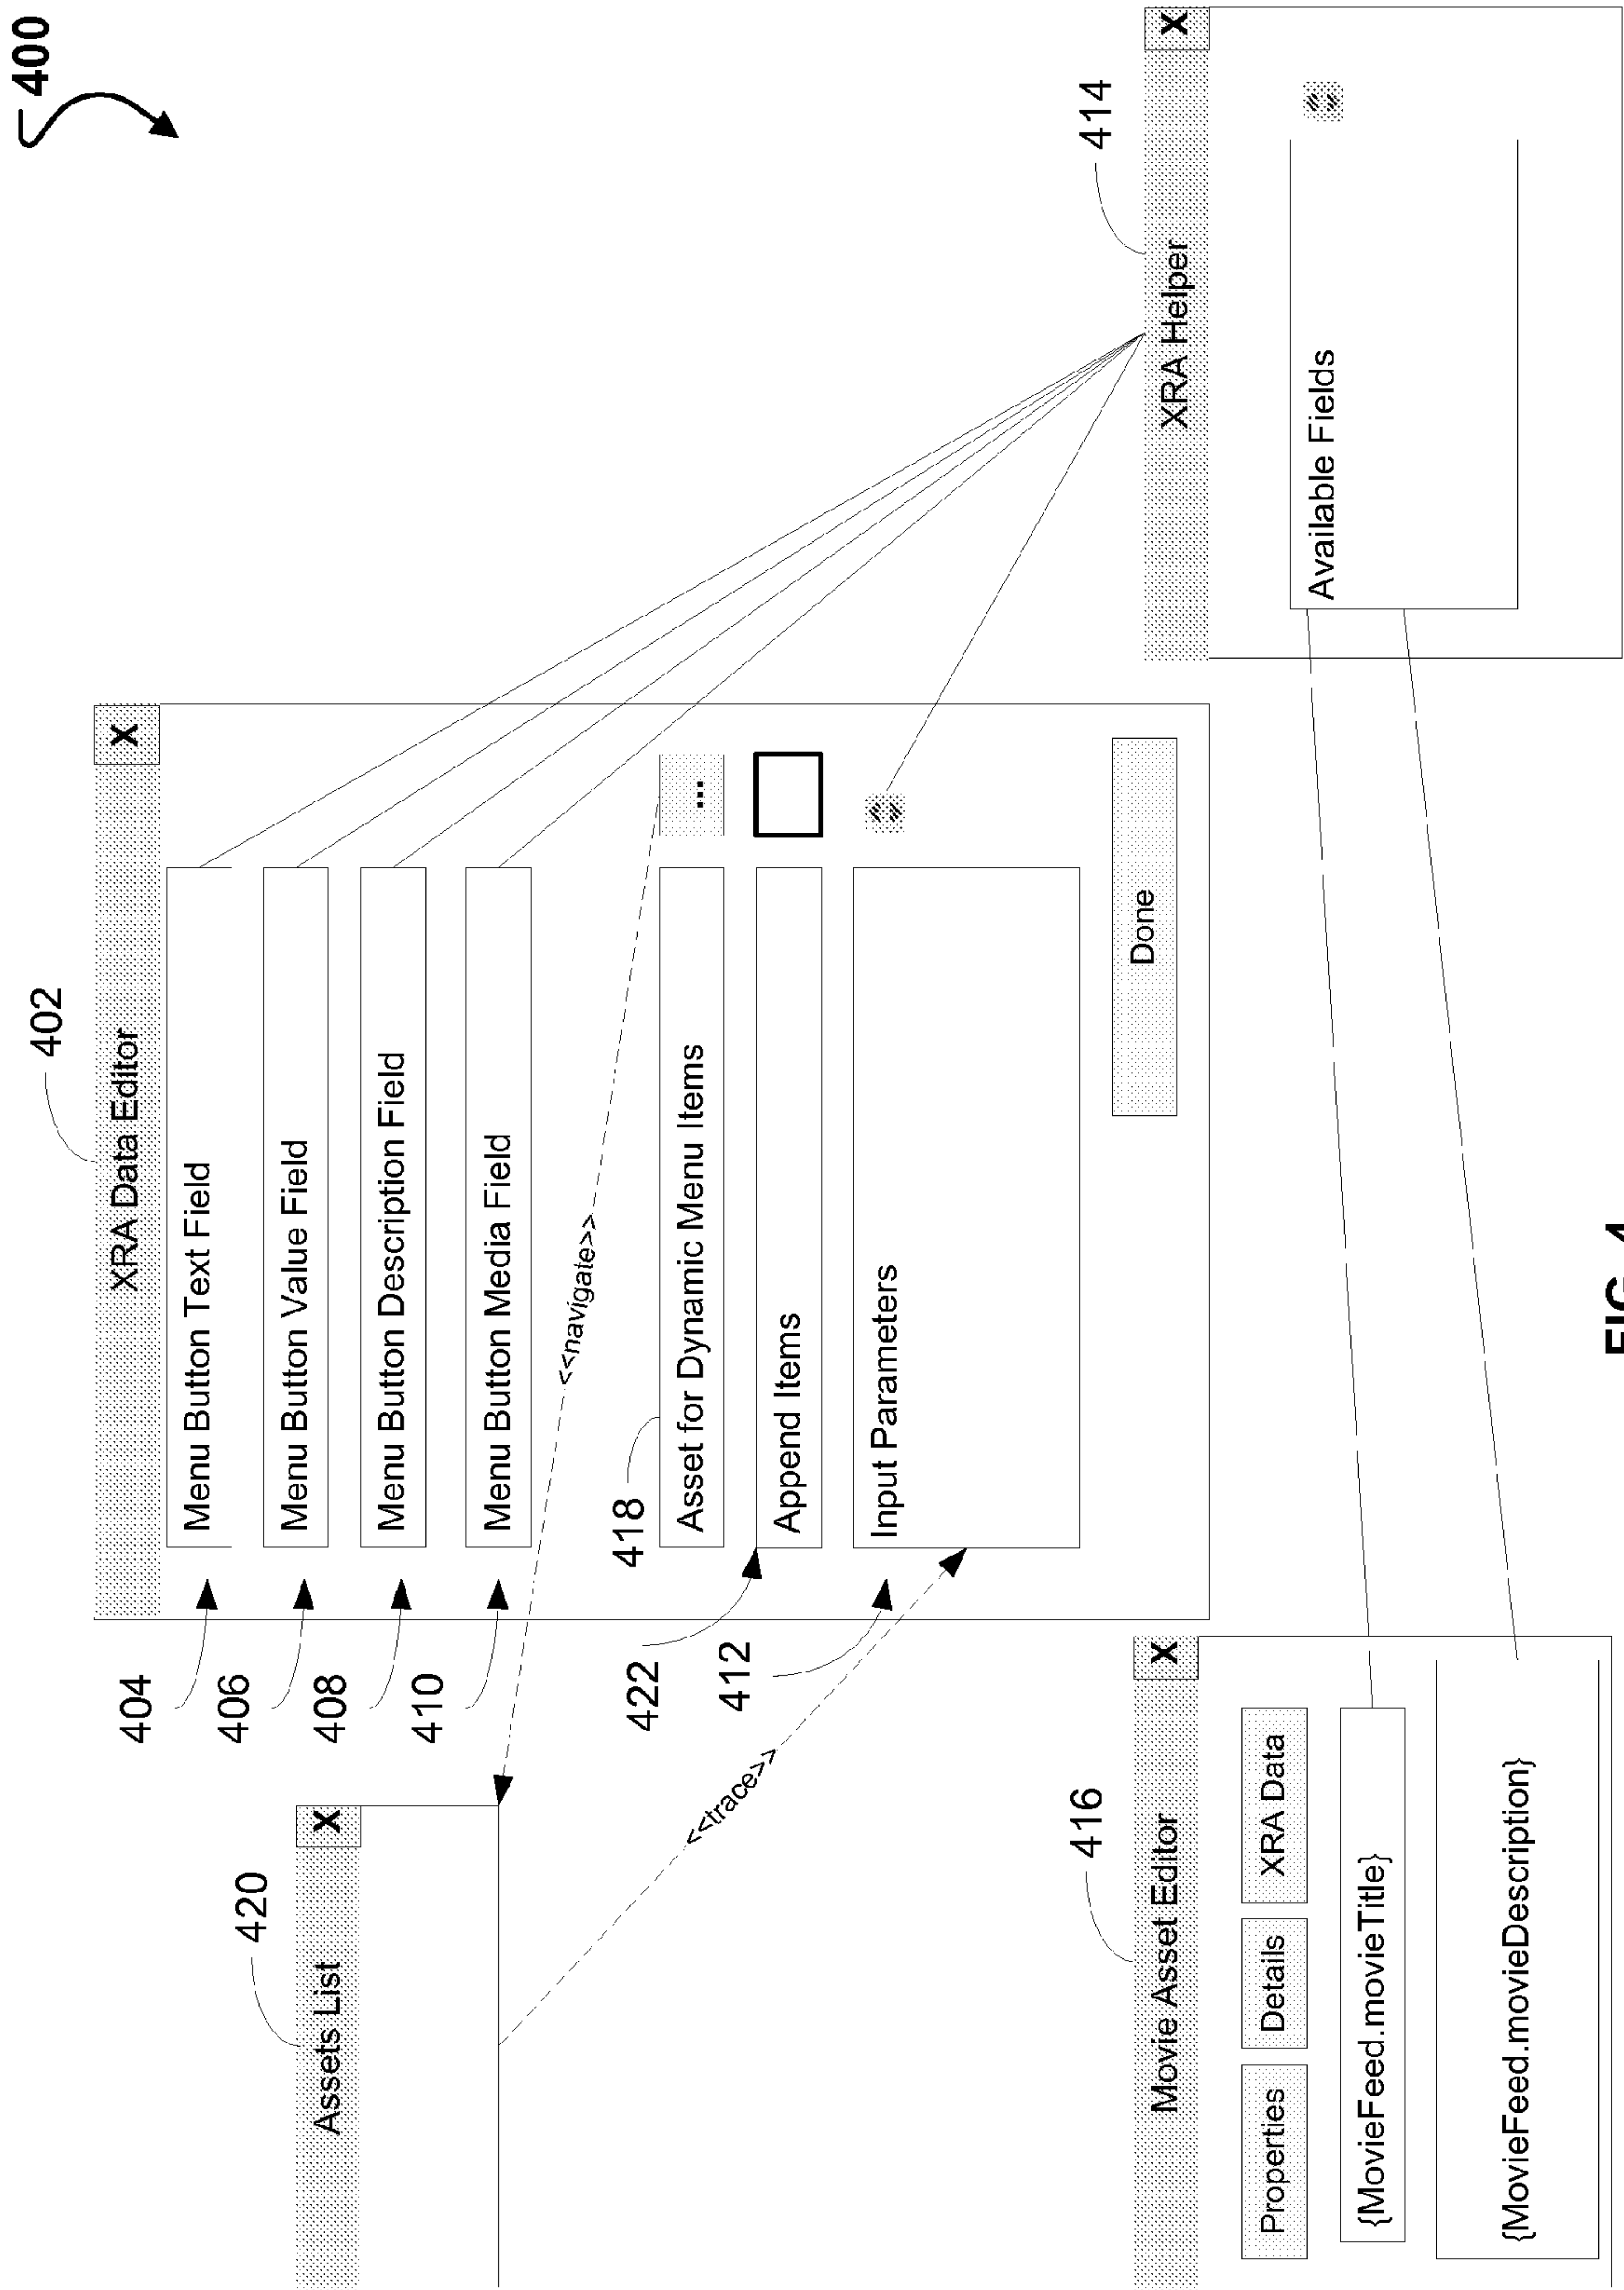 400
402
XRA Data Editor
X
404
Menu Button Text Field
406
Menu Button Value Field
408
Menu Button Description Field
410
Menu Button Media Field
<<navigate>>
418
Asset for Dynamic Menu Items
...
422
Append Items
412
Input Parameters
Done
420
Assets List
X
<<trace>>
416
Movie Asset Editor
X
Properties
Details
XRA Data
{MovieFeed.movieTitle}
{MovieFeed.movieDescription}
414
XRA Helper
X
Available Fields